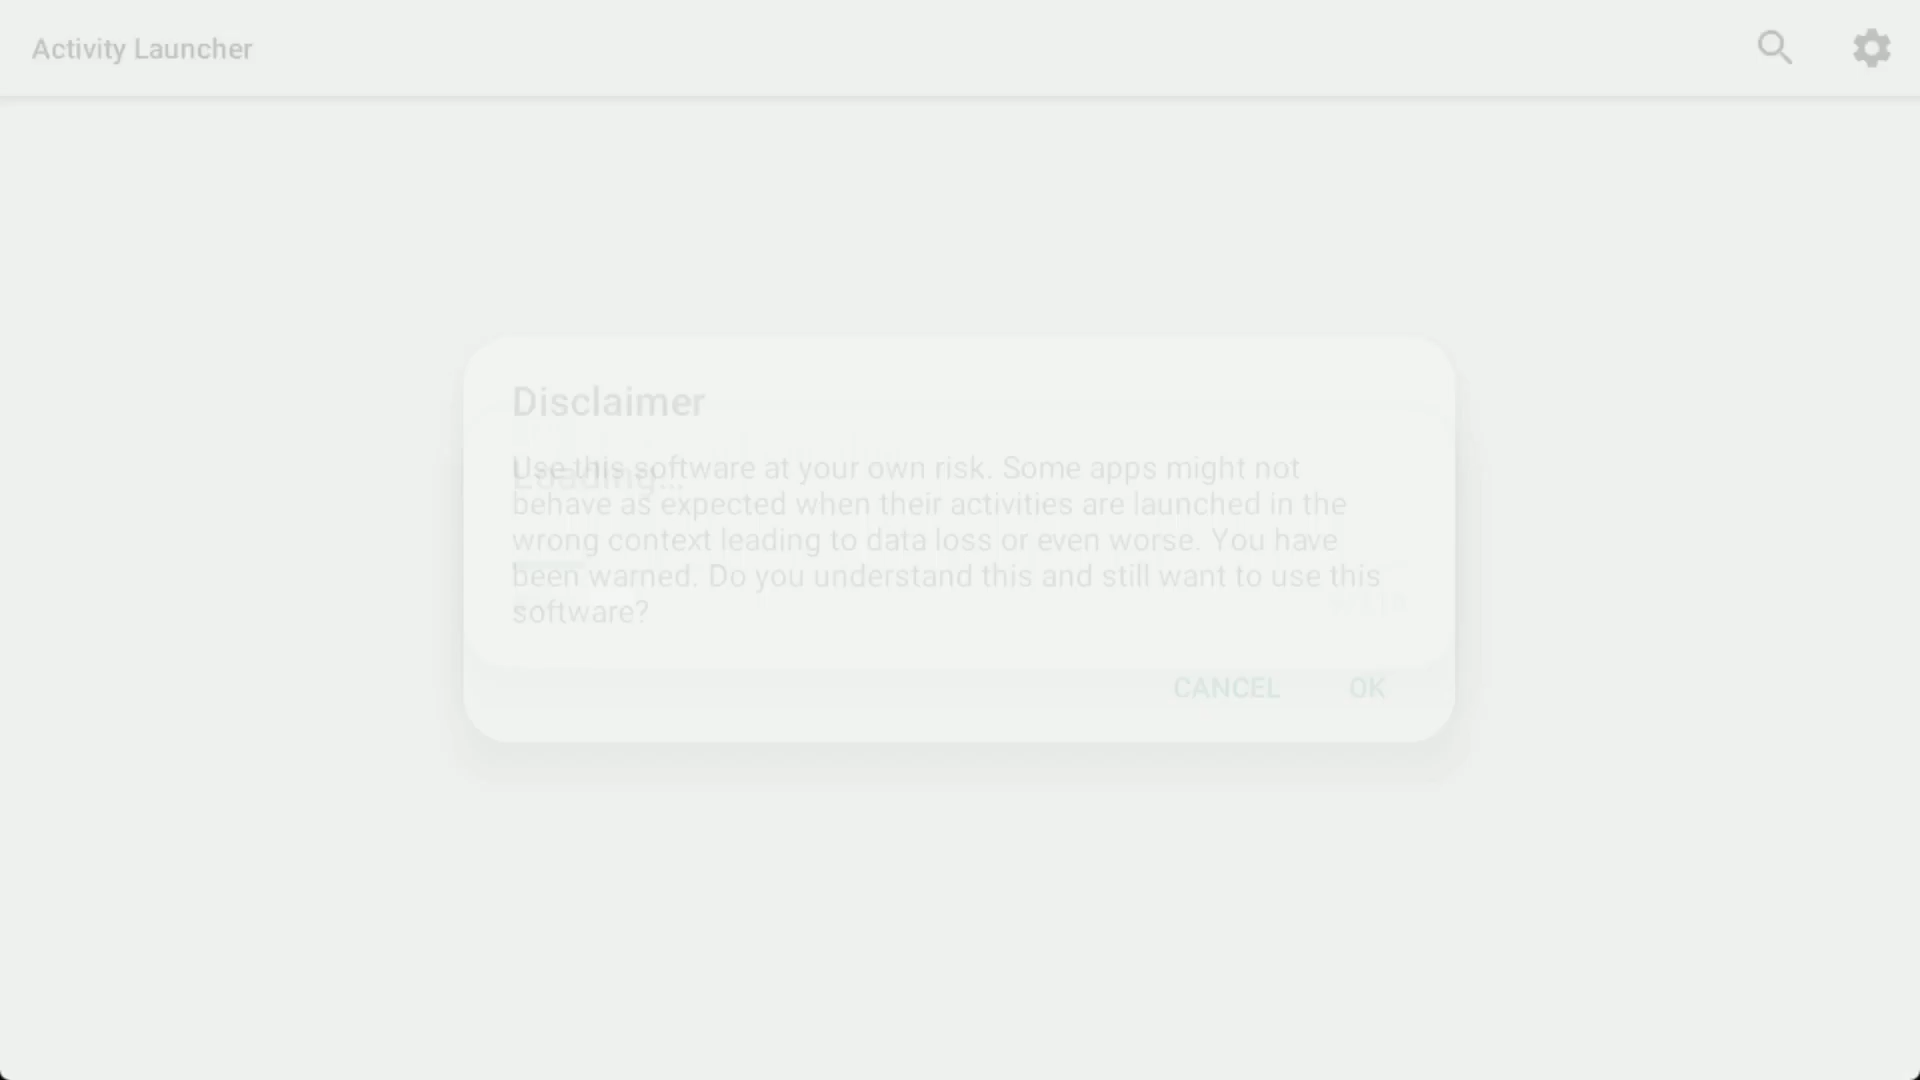 Activity Launcher
Disclaimer
Loading...
Use this software at your own risk. Some apps might not
behave as expected when their activities are launched in the
wrong context leading to data loss or even worse. You have
been warned. Do you understand this and still want to use this
software?
CANCEL
OK